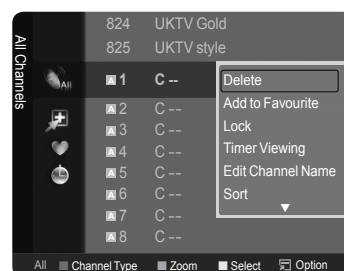 All Channels
824 UKTV Gold
825 UKTV style
All
A 1 C --
A 2 C --
A 3 C --
A 4 C --
A 5 C --
A 6 C --
A 7 C --
A 8 C --
Delete
Add to Favourite
Lock
Timer Viewing
Edit Channel Name
Sort
All Channel Type Zoom Select Option